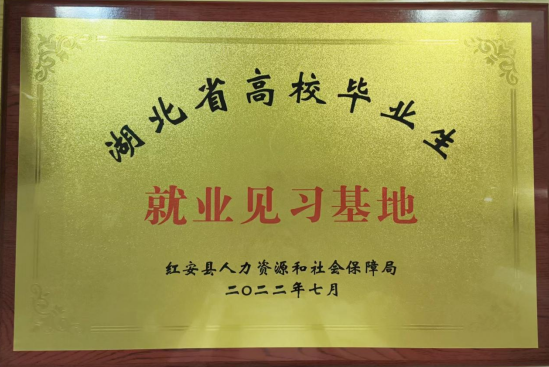 湖北省高校毕业生
就业见习基地
红安县人力资源和社会保障局
二〇二二年七月